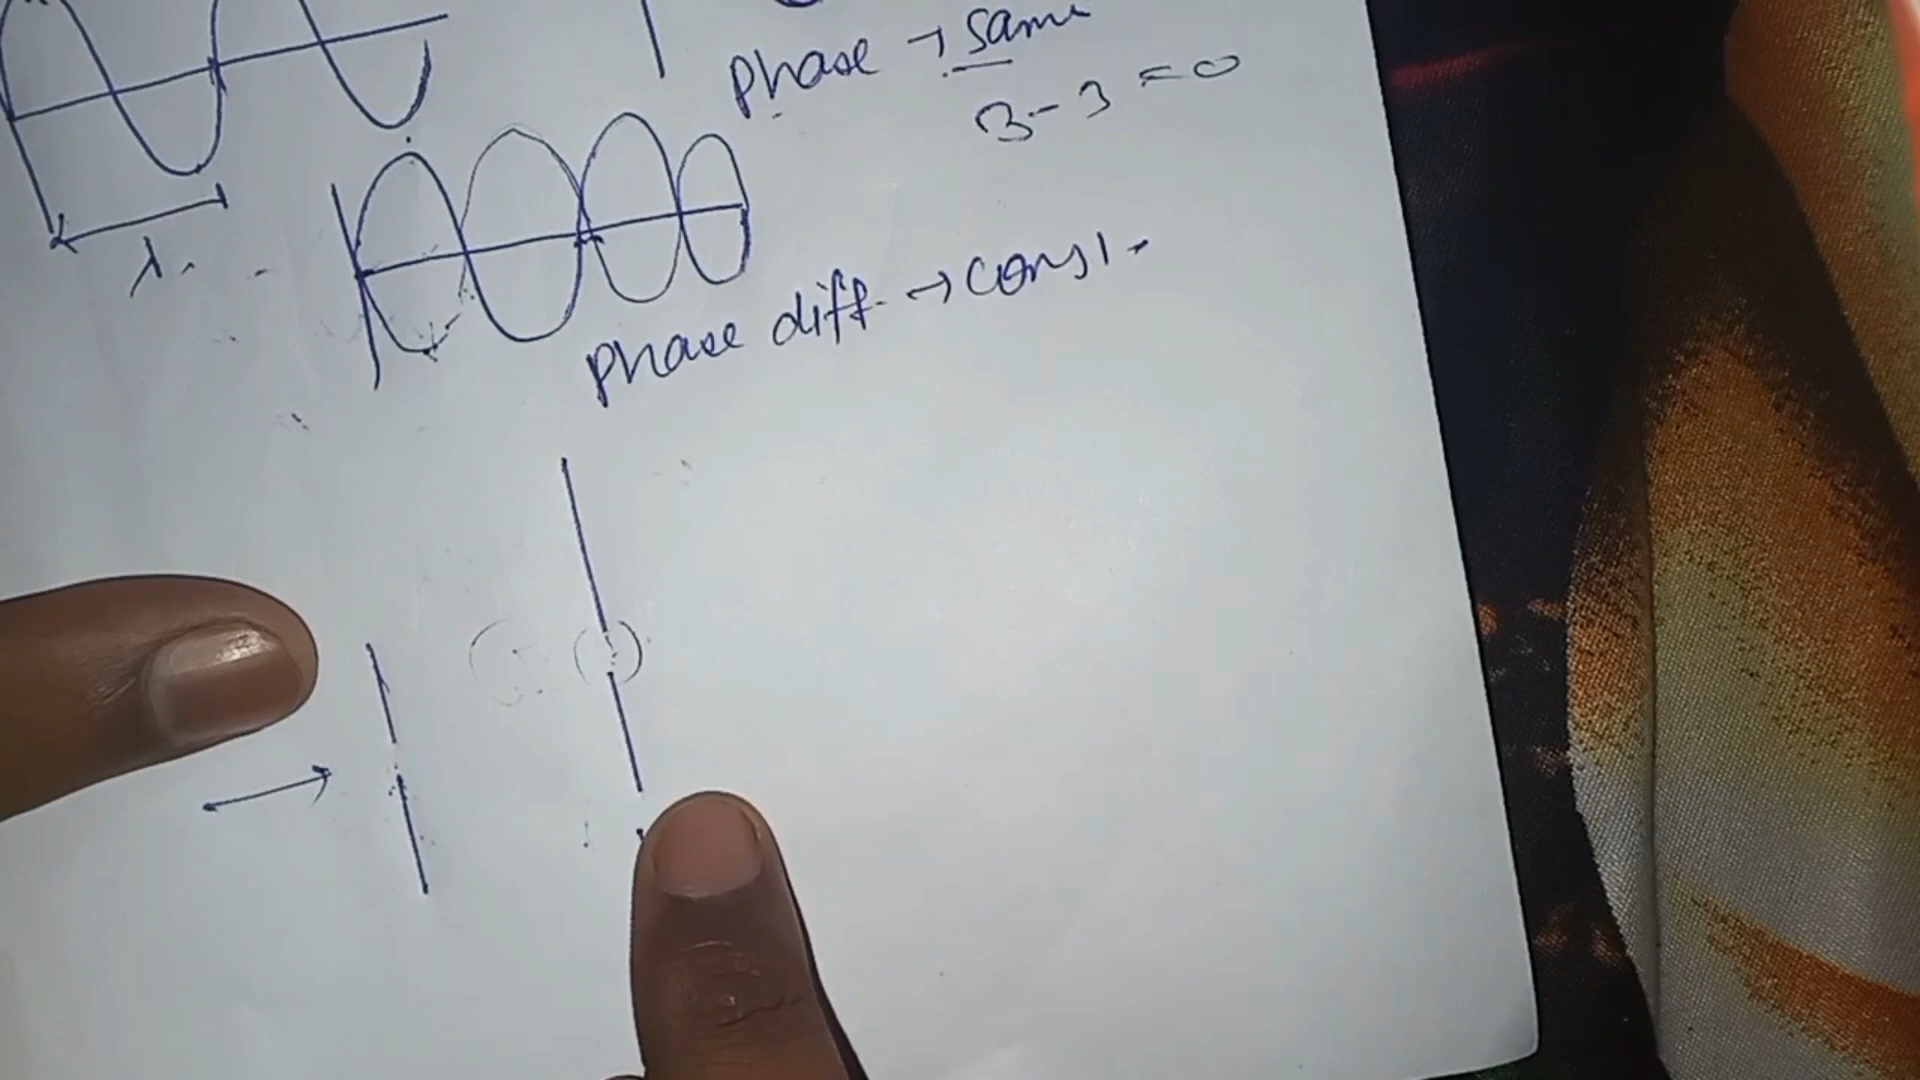 Phase → same
3 - 3 = 0
λ
Phase diff. → const.